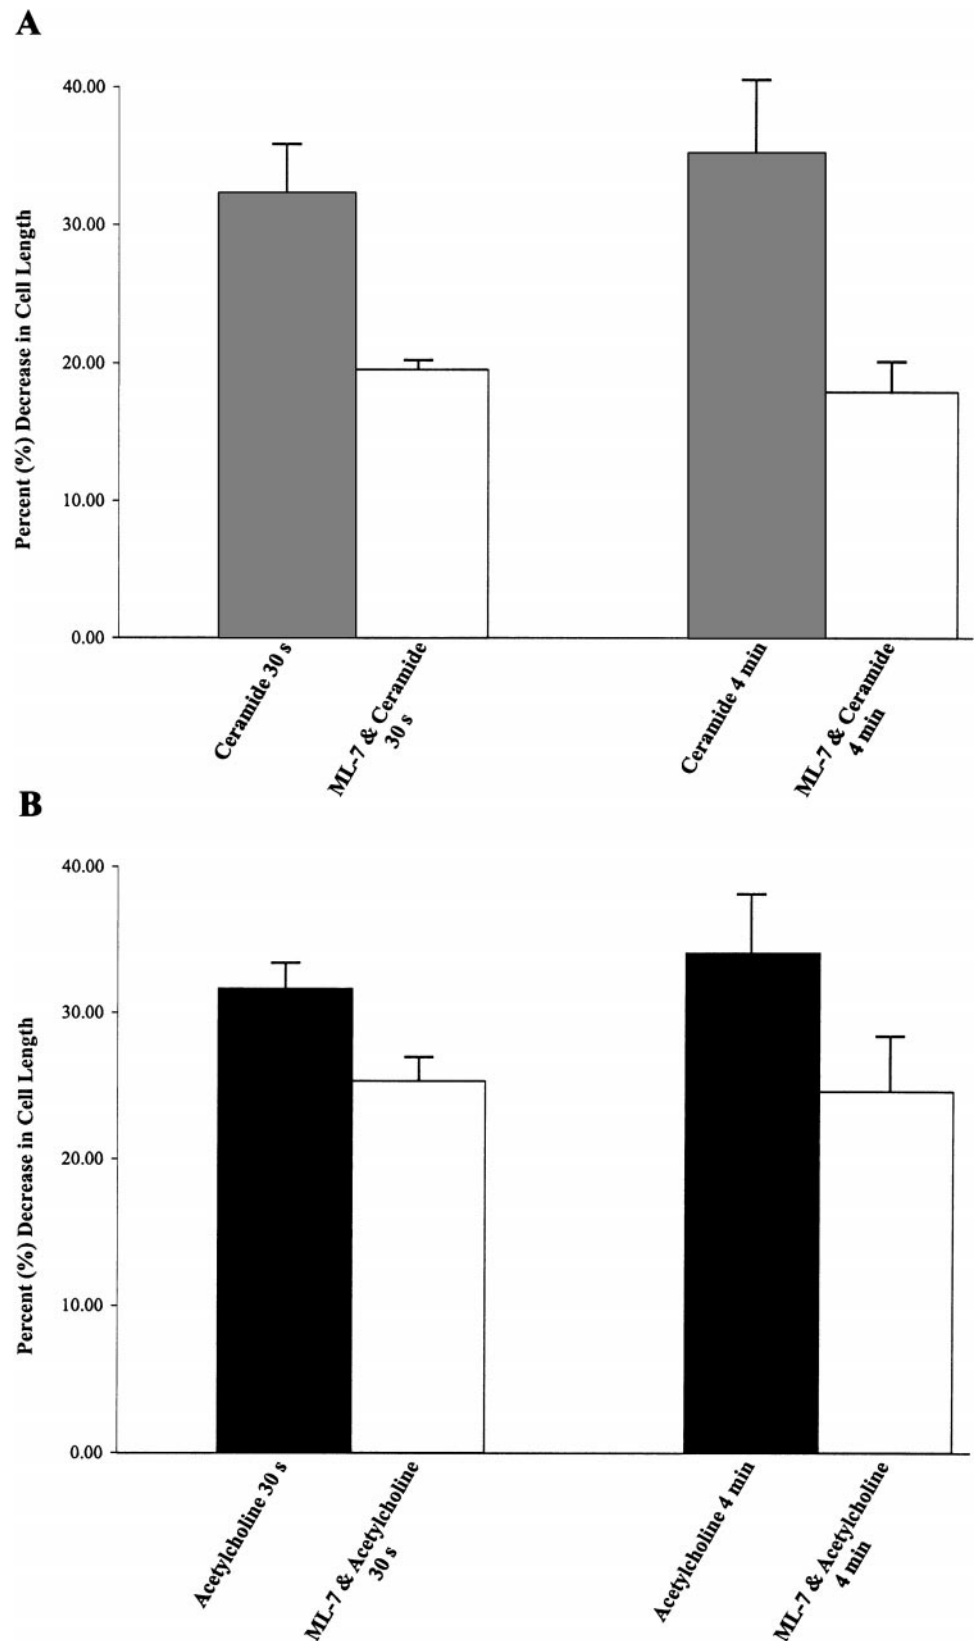 A
40.00
30.00
20.00
10.00
0.00
Percent (%) Decrease in Cell Length
Ceramide 30 s
ML-7 & Ceramide
30 s
Ceramide 4 min
ML-7 & Ceramide
4 min
B
40.00
30.00
20.00
10.00
0.00
Percent (%) Decrease in Cell Length
Acetylcholine 30 s
ML-7 & Acetylcholine
30 s
Acetylcholine 4 min
ML-7 & Acetylcholine
4 min